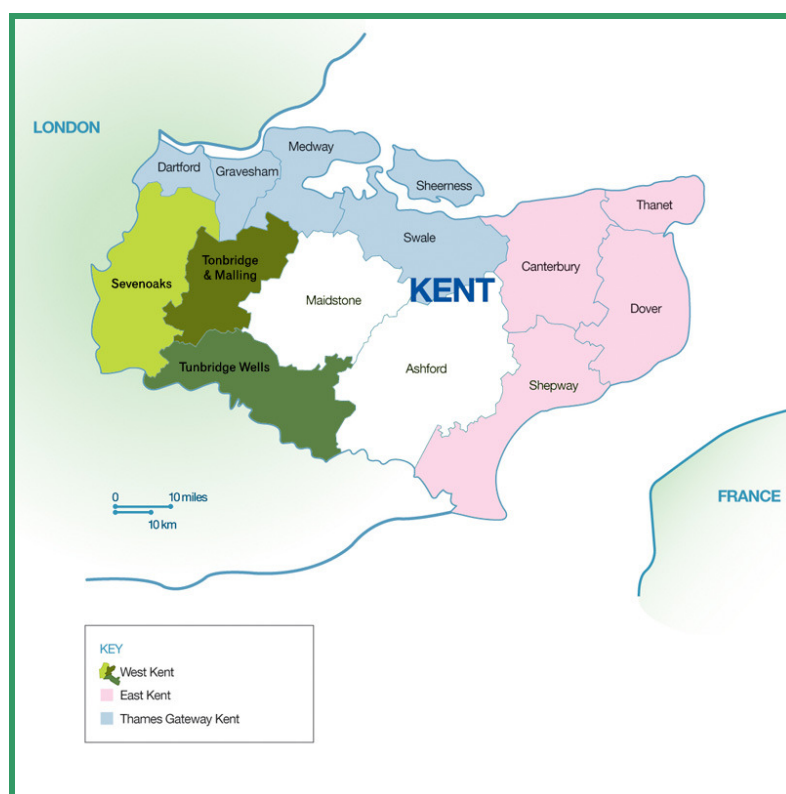 LONDON
Medway
Dartford
Gravesham
Sheerness
Thanet
Swale
Tonbridge
& Malling
Canterbury
Sevenoaks
KENT
Maidstone
Dover
Tunbridge Wells
Ashford
Shepway
0 10 miles
10 km
FRANCE
KEY
West Kent
East Kent
Thames Gateway Kent